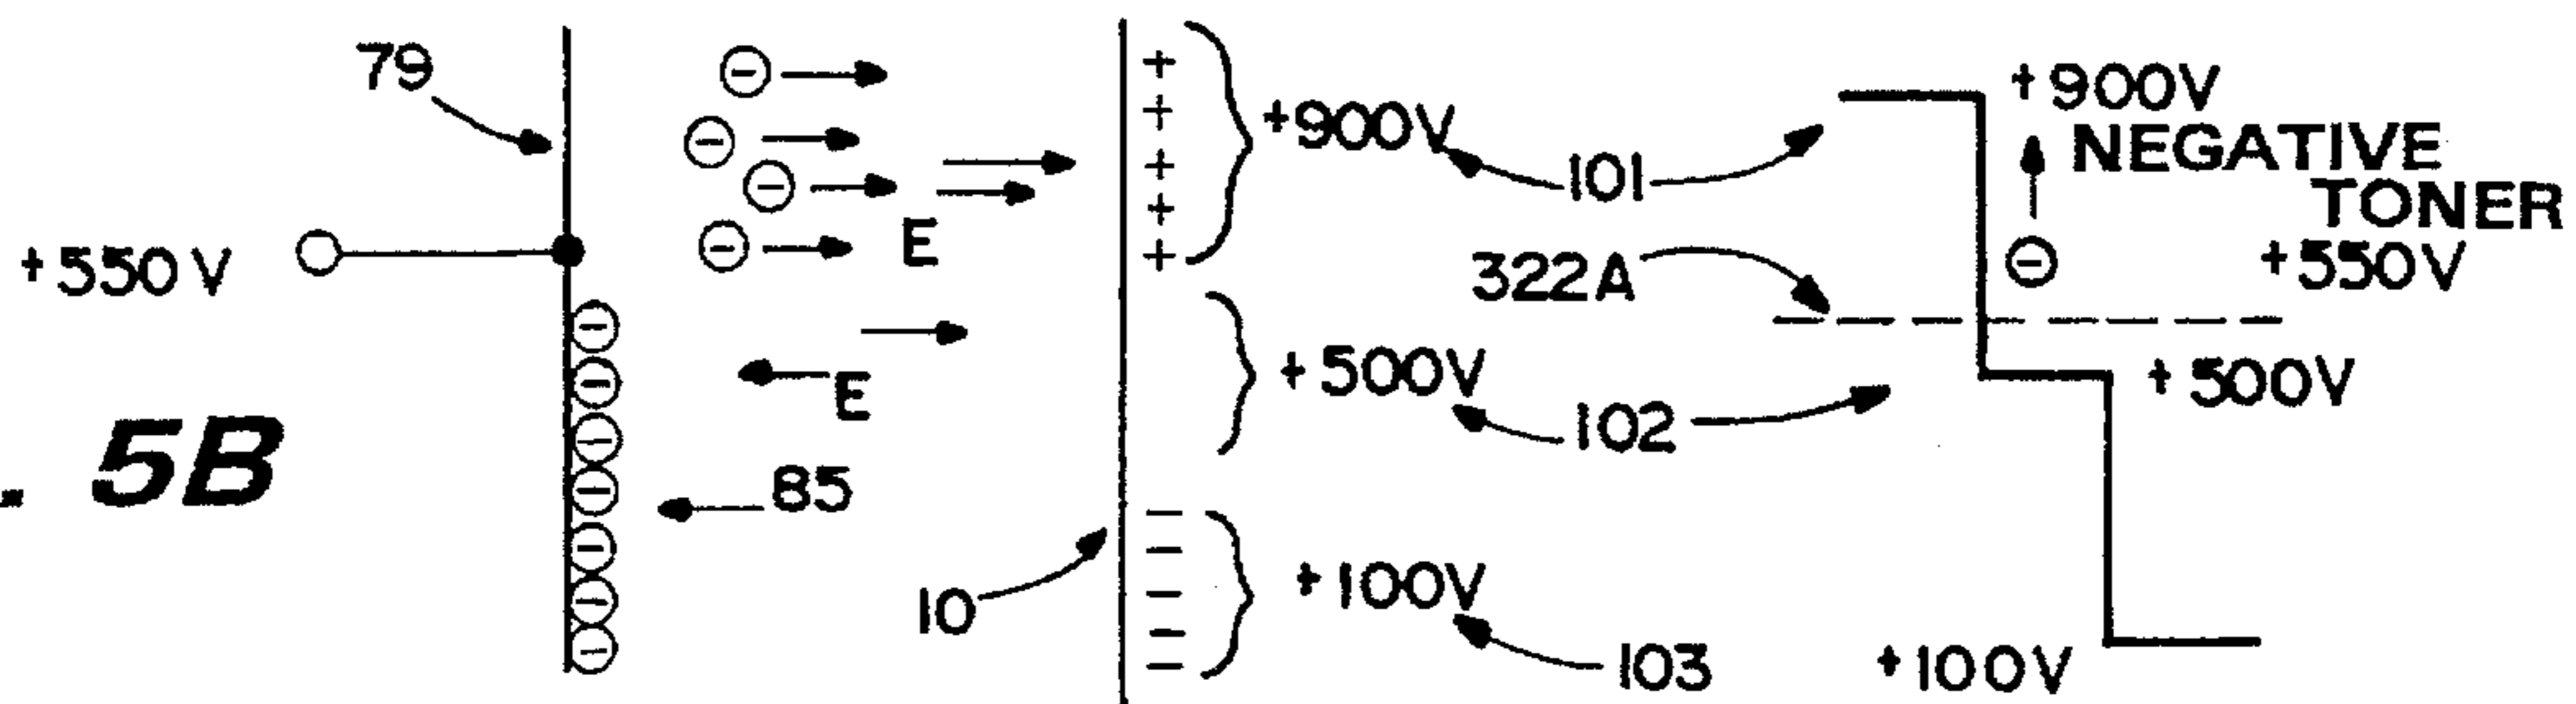 79
+900V
+900V
NEGATIVE
TONER
101
E
+550V
322A
+550V
E
+500V
+500V
102
. 5B
85
10
+100V
103
+100V